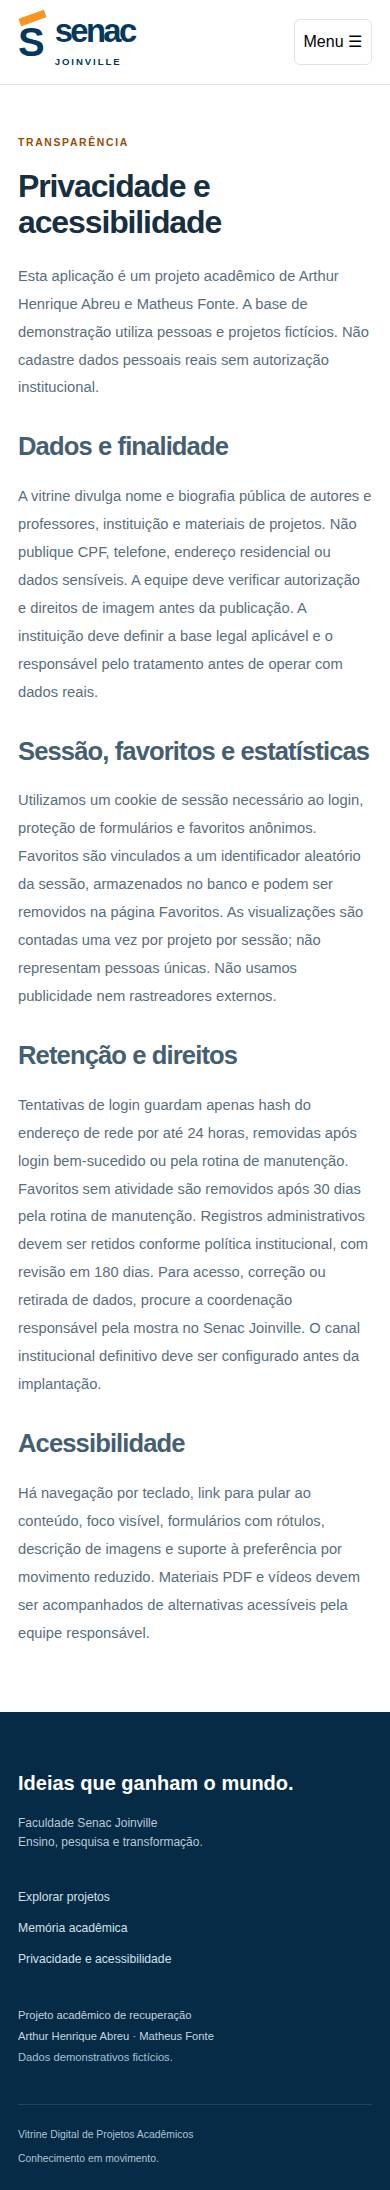 S senac
JOINVILLE
Menu ☰
TRANSPARÊNCIA
Privacidade e
acessibilidade
Esta aplicação é um projeto acadêmico de Arthur
Henrique Abreu e Matheus Fonte. A base de
demonstração utiliza pessoas e projetos fictícios. Não
cadastre dados pessoais reais sem autorização
institucional.
Dados e finalidade
A vitrine divulga nome e biografia pública de autores e
professores, instituição e materiais de projetos. Não
publique CPF, telefone, endereço residencial ou
dados sensíveis. A equipe deve verificar autorização
e direitos de imagem antes da publicação. A
instituição deve definir a base legal aplicável e o
responsável pelo tratamento antes de operar com
dados reais.
Sessão, favoritos e estatísticas
Utilizamos um cookie de sessão necessário ao login,
proteção de formulários e favoritos anônimos.
Favoritos são vinculados a um identificador aleatório
da sessão, armazenados no banco e podem ser
removidos na página Favoritos. As visualizações são
contadas uma vez por projeto por sessão; não
representam pessoas únicas. Não usamos
publicidade nem rastreadores externos.
Retenção e direitos
Tentativas de login guardam apenas hash do
endereço de rede por até 24 horas, removidas após
login bem-sucedido ou pela rotina de manutenção.
Favoritos sem atividade são removidos após 30 dias
pela rotina de manutenção. Registros administrativos
devem ser retidos conforme política institucional, com
revisão em 180 dias. Para acesso, correção ou
retirada de dados, procure a coordenação
responsável pela mostra no Senac Joinville. O canal
institucional definitivo deve ser configurado antes da
implantação.
Acessibilidade
Há navegação por teclado, link para pular ao
conteúdo, foco visível, formulários com rótulos,
descrição de imagens e suporte à preferência por
movimento reduzido. Materiais PDF e vídeos devem
ser acompanhados de alternativas acessíveis pela
equipe responsável.
Ideias que ganham o mundo.
Faculdade Senac Joinville
Ensino, pesquisa e transformação.
Explorar projetos
Memória acadêmica
Privacidade e acessibilidade
Projeto acadêmico de recuperação
Arthur Henrique Abreu · Matheus Fonte
Dados demonstrativos fictícios.
Vitrine Digital de Projetos Acadêmicos
Conhecimento em movimento.